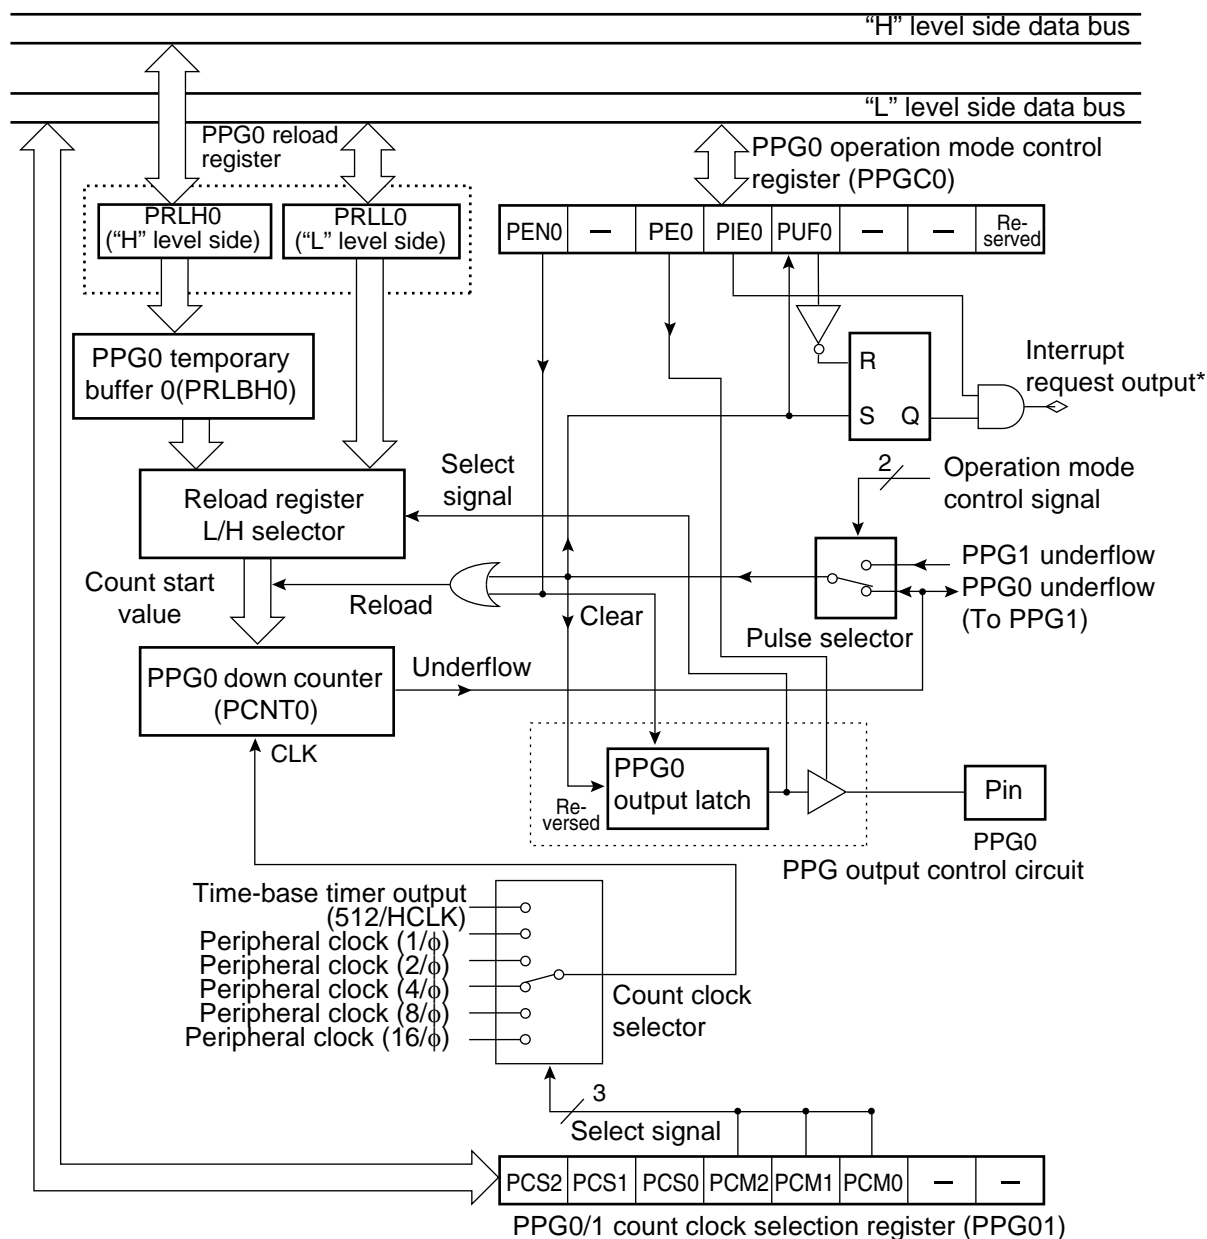 “H” level side data bus
“L” level side data bus
PPG0 reload
register
PPG0 operation mode control
register (PPGC0)
PRLH0
(“H” level side)
PRLL0
(“L” level side)
PEN0 — PE0 PIE0 PUF0 — — Re-
served
PPG0 temporary
buffer 0(PRLBH0)
R
S Q
Interrupt
request output*
Reload register
L/H selector
Select
signal
2
Operation mode
control signal
Count start
value
Reload
Clear
PPG1 underflow
PPG0 underflow
(To PPG1)
Pulse selector
PPG0 down counter
(PCNT0)
Underflow
CLK
PPG0
output latch
Re-
versed
Pin
PPG0
PPG output control circuit
Time-base timer output
(512/HCLK)
Peripheral clock (1/ϕ)
Peripheral clock (2/ϕ)
Peripheral clock (4/ϕ)
Peripheral clock (8/ϕ)
Peripheral clock (16/ϕ)
Count clock
selector
3
Select signal
PCS2 PCS1 PCS0 PCM2 PCM1 PCM0 — —
PPG0/1 count clock selection register (PPG01)